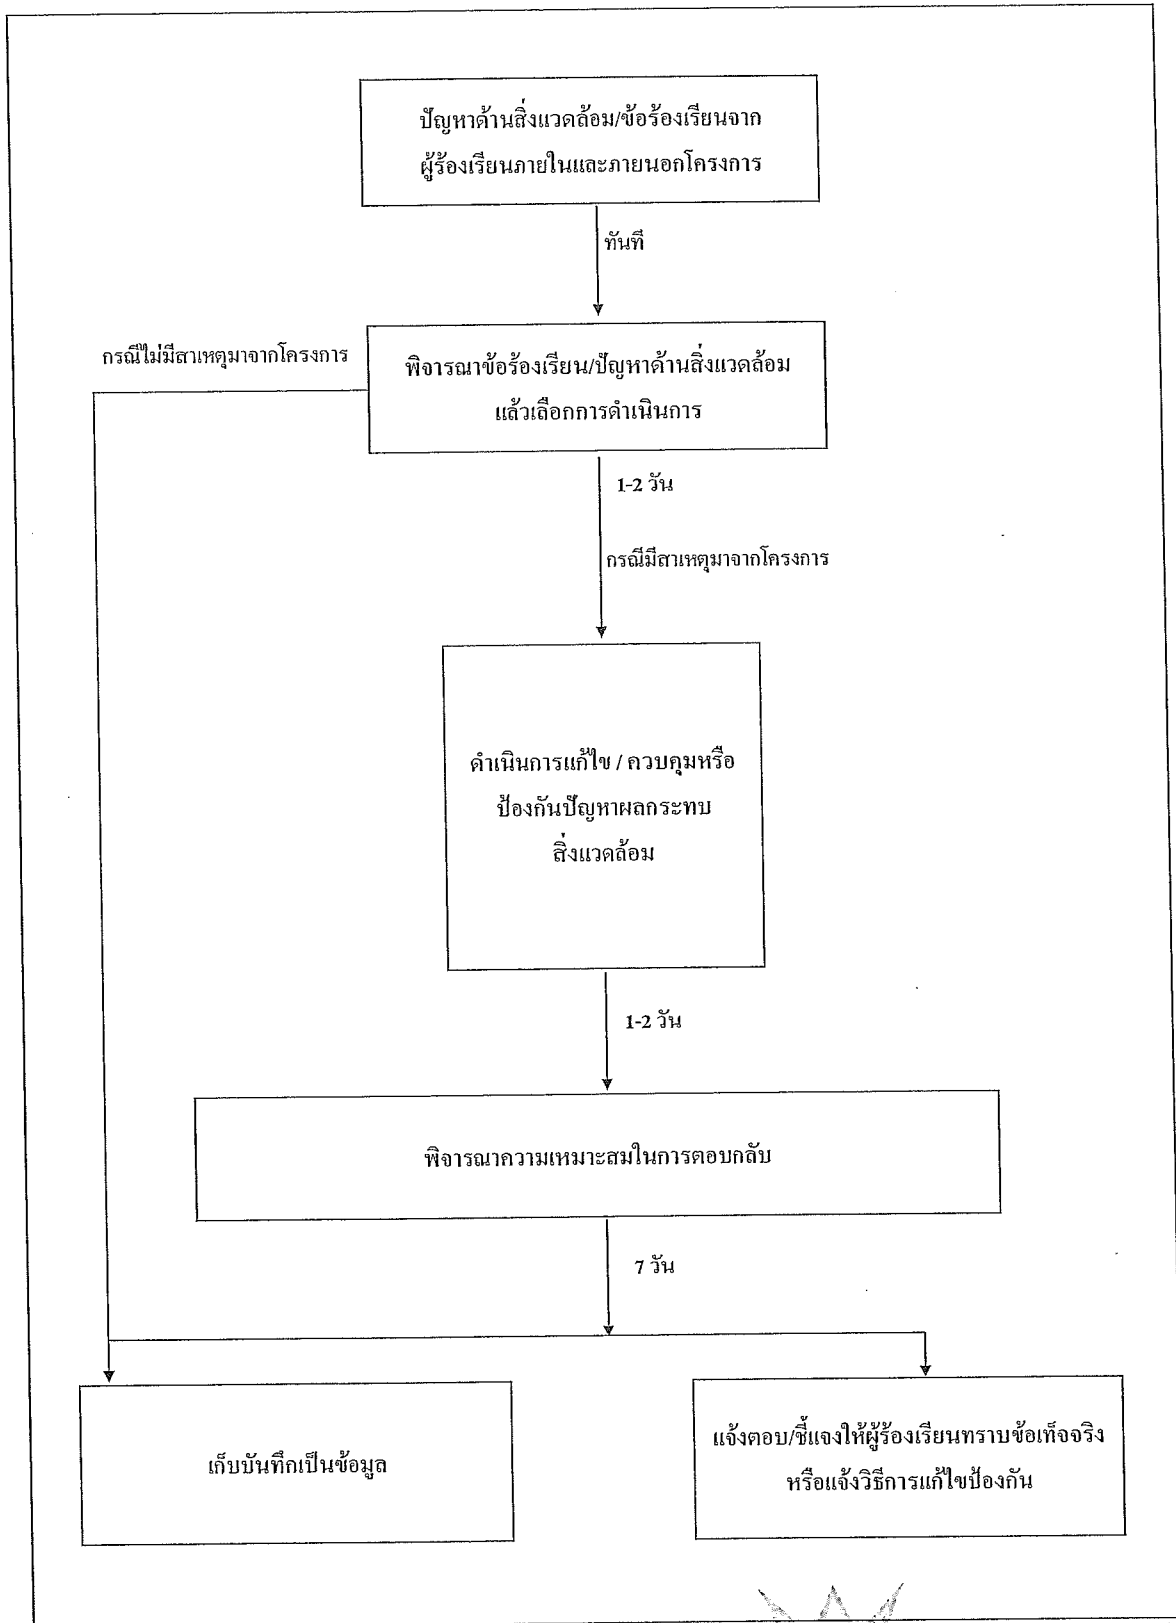 ปัญหาด้านสิ่งแวดล้อม/ข้อร้องเรียนจาก
ผู้ร้องเรียนภายในและภายนอกโครงการ
ทันที
กรณีไม่มีสาเหตุมาจากโครงการ
พิจารณาข้อร้องเรียน/ปัญหาด้านสิ่งแวดล้อม
แล้วเลือกการดำเนินการ
1-2 วัน
กรณีมีสาเหตุมาจากโครงการ
ดำเนินการแก้ไข / ควบคุมหรือ
ป้องกันปัญหาผลกระทบ
สิ่งแวดล้อม
1-2 วัน
พิจารณาความเหมาะสมในการตอบกลับ
7 วัน
เก็บบันทึกเป็นข้อมูล
แจ้งตอบ/ชี้แจงให้ผู้ร้องเรียนทราบข้อเท็จจริง
หรือแจ้งวิธีการแก้ไขป้องกัน